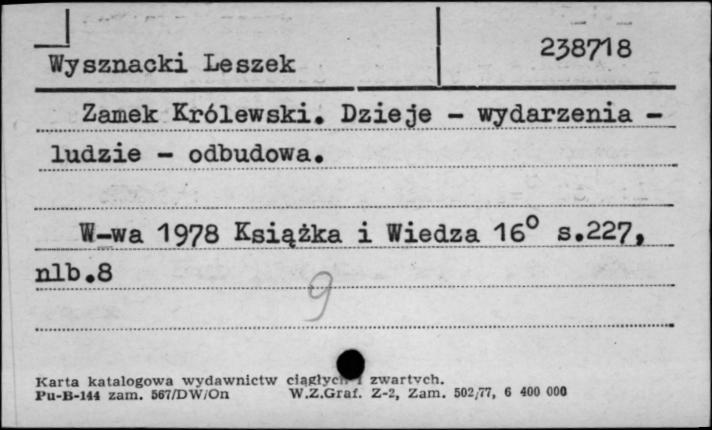 Wysznacki Leszek 238718
Zamek Królewski. Dzieje - wydarzenia -
ludzie - odbudowa.
W-wa 1978 Książka i Wiedza 16° s.227,
nlb.8
9
Karta katalogowa wydawnictw ciągłych i zwartych.
Pu-B-144 zam. 567/DW/On W.Z.Graf. Z-2, Zam. 502/77, 6 400 000